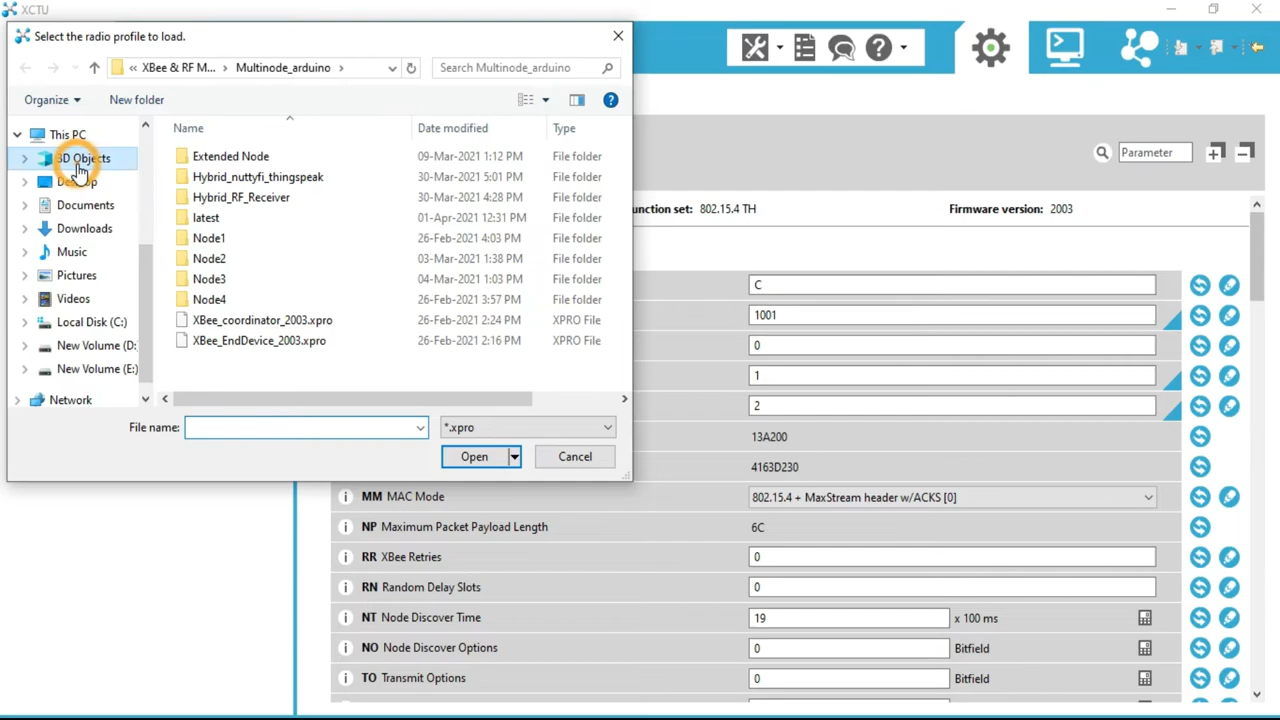 XCTU
Select the radio profile to load.
« XBee & RF M... > Multinode_arduino >
Search Multinode_arduino
Organize
New folder
This PC
3D Objects
Documents
Downloads
Music
Pictures
Videos
Local Disk (C:)
New Volume (D:
New Volume (E:)
Network
Name
Date modified
Type
Extended Node 09-Mar-2021 1:12 PM File folder
Hybrid_nuttyfi_thingspeak 30-Mar-2021 5:01 PM File folder
Hybrid_RF_Receiver 30-Mar-2021 4:28 PM File folder
latest 01-Apr-2021 12:31 PM File folder
Node1 26-Feb-2021 4:03 PM File folder
Node2 03-Mar-2021 1:38 PM File folder
Node3 04-Mar-2021 1:03 PM File folder
Node4 26-Feb-2021 3:57 PM File folder
XBee_coordinator_2003.xpro 26-Feb-2021 2:24 PM XPRO File
XBee_EndDevice_2003.xpro 26-Feb-2021 2:16 PM XPRO File
File name:
*.xpro
Open
Cancel
Parameter
unction set: 802.15.4 TH
Firmware version: 2003
C
1001
0
1
2
13A200
4163D230
i MM MAC Mode 802.15.4 + MaxStream header w/ACKS [0]
i NP Maximum Packet Payload Length 6C
i RR XBee Retries 0
i RN Random Delay Slots 0
i NT Node Discover Time 19 x 100 ms
i NO Node Discover Options 0 Bitfield
i TO Transmit Options 0 Bitfield